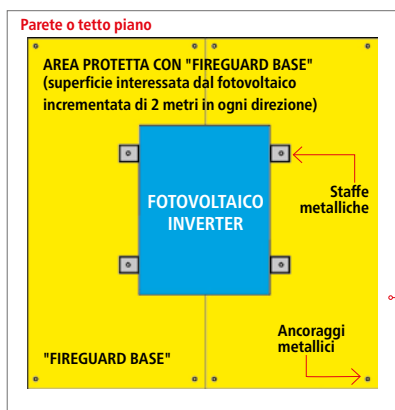 Parete o tetto piano
AREA PROTETTA CON "FIREGUARD BASE"
(superficie interessata dal fotovoltaico
incrementata di 2 metri in ogni direzione)
FOTOVOLTAICO
INVERTER
Staffe
metalliche
Ancoraggi
metallici
"FIREGUARD BASE"